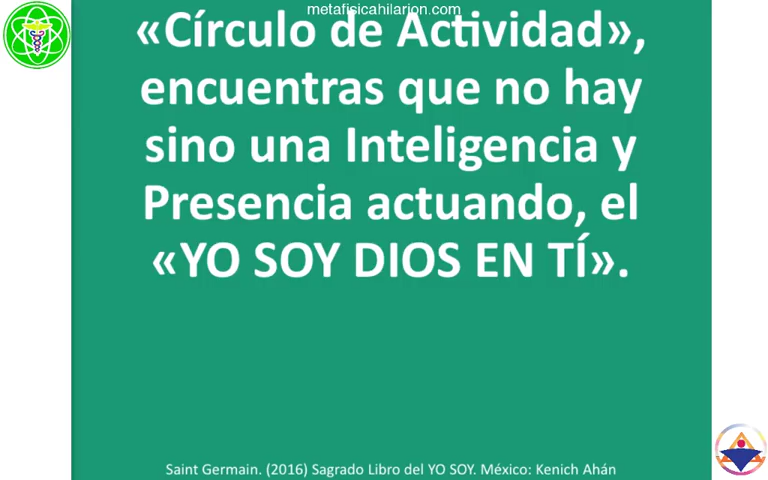 metafisicahilarion.com
«Círculo de Actividad»,
encuentras que no hay
sino una Inteligencia y
Presencia actuando, el
«YO SOY DIOS EN TÍ».
Saint Germain. (2016) Sagrado Libro del YO SOY. México: Kenich Ahán